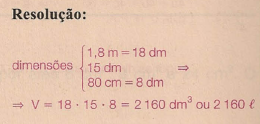 Resolução:
1,8 m = 18 dm
dimensões { 15 dm ⇒
80 cm = 8 dm
⇒ V = 18 · 15 · 8 = 2 160 dm³ ou 2 160 ℓ